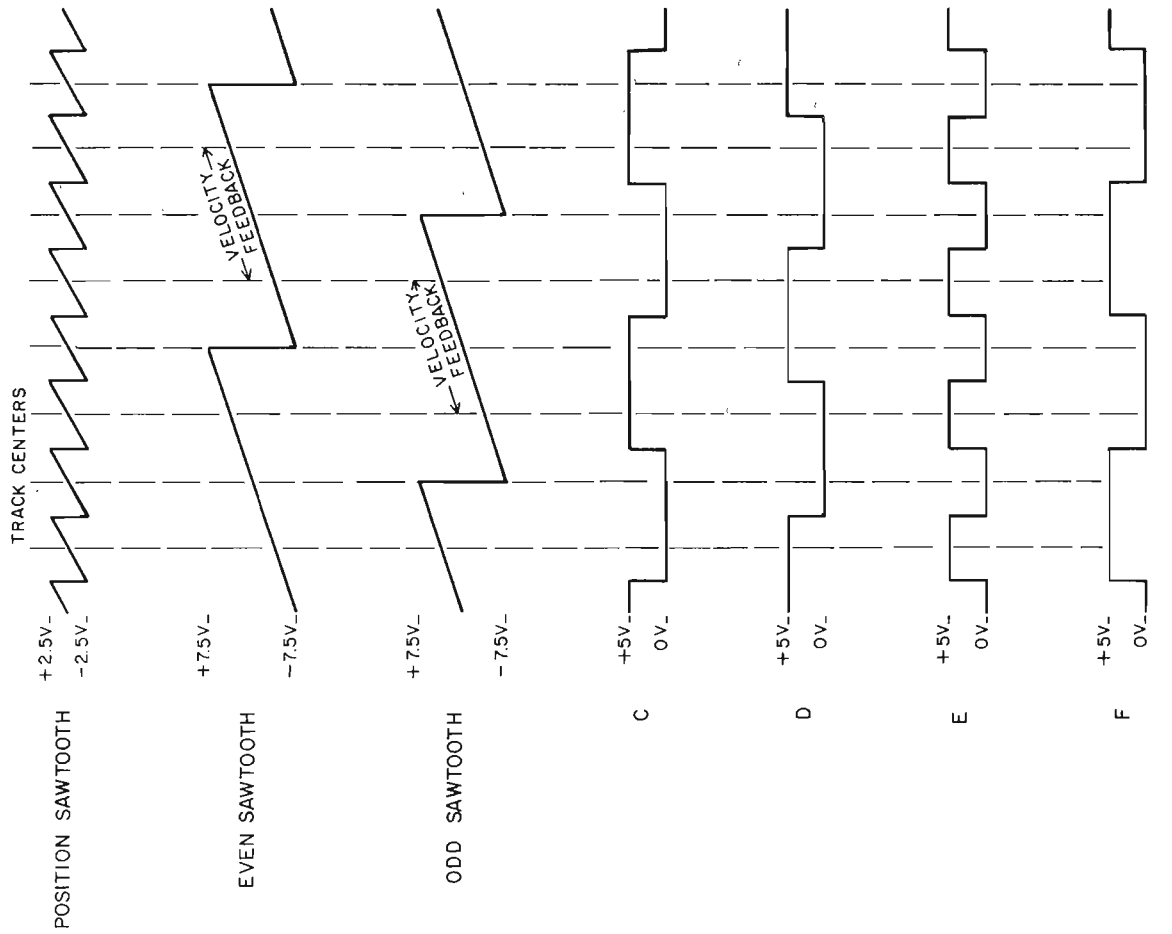 TRACK CENTERS
POSITION SAWTOOTH
+2.5V
-2.5V
EVEN SAWTOOTH
+7.5V
-7.5V
VELOCITY
FEEDBACK
ODD SAWTOOTH
+7.5V
-7.5V
VELOCITY
FEEDBACK
C
+5V
0V
D
+5V
0V
E
+5V
0V
F
+5V
0V